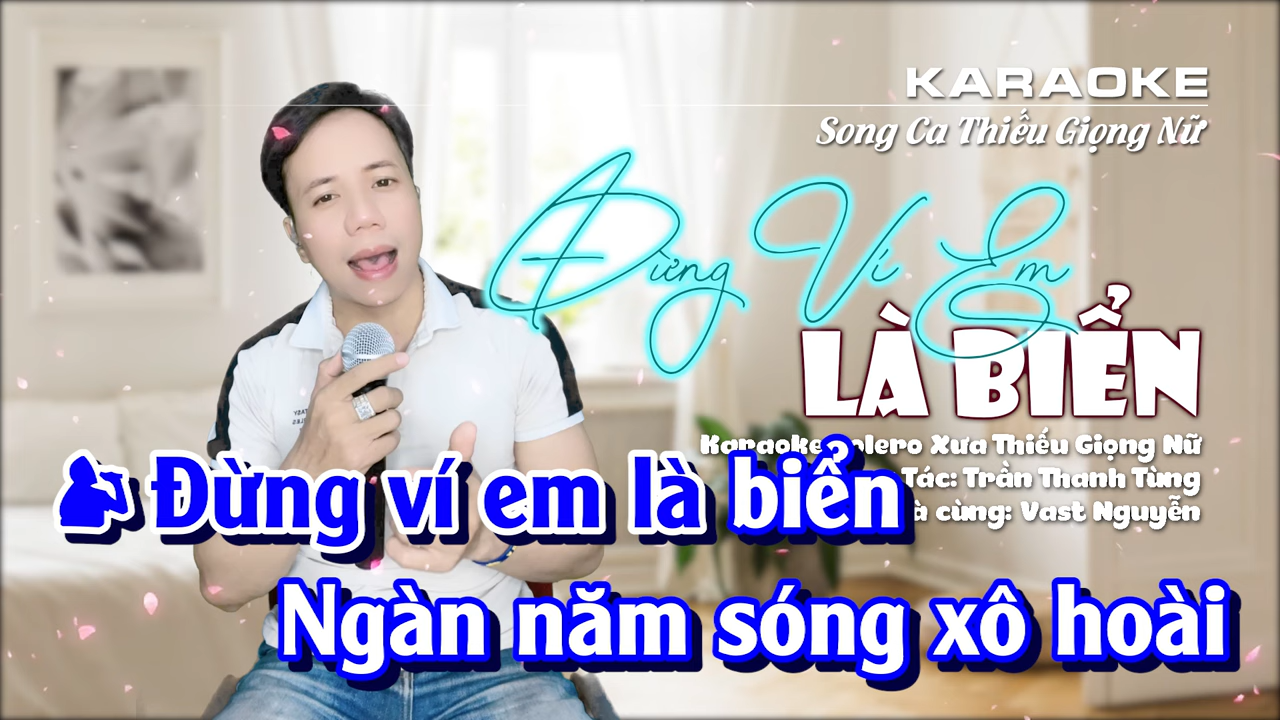 KARAOKE
Song Ca Thiếu Giọng Nữ
Đừng Ví Em
LÀ BIỂN
Karaoke Bolero Xưa Thiếu Giọng Nữ
Tác: Trần Thanh Tùng
cùng: Vast Nguyễn
Đừng ví em là biển
Ngàn năm sóng xô hoài